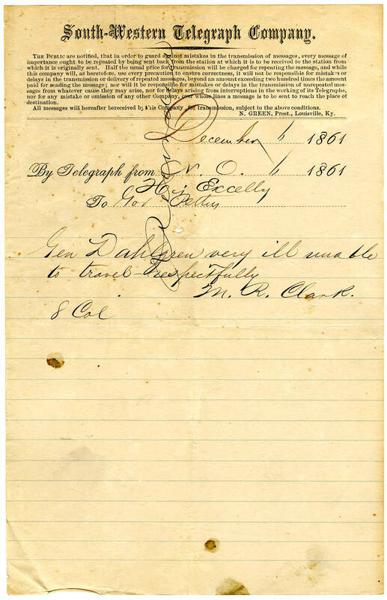 South-Western Telegraph Company.
THE PUBLIC are notified, that in order to guard against mistakes in the transmission of messages, every message of
importance ought to be repeated by being sent back from the station at which it is to be received to the station from
which it is originally sent. Half the usual price for transmission will be charged for repeating the message, and while
this company will, as heretofore, use every precaution to ensure correctness, it will not be responsible for mistakes or
delays in the transmission or delivery of repeated messages, beyond an amount exceeding two hundred times the amount
paid for sending the message; nor will it be responsible for mistakes or delays in the transmission of unrepeated mes-
sages from whatever cause they may arise, nor for delays arising from interruptions in the working of its Telegraphs,
nor for any mistake or omission of any other Company, over whose lines a message is to be sent to reach the place of
destination.
All messages will hereafter be received by this Company for transmission, subject to the above conditions.
N. GREEN, Prest., Louisville, Ky.
December 6 1861
By Telegraph from N. O. 6 1861
His Excelly
To Gov Pettus
Gen Dahlgreen very ill unable
to travel respectfully
M. R. Clark.
8 Col